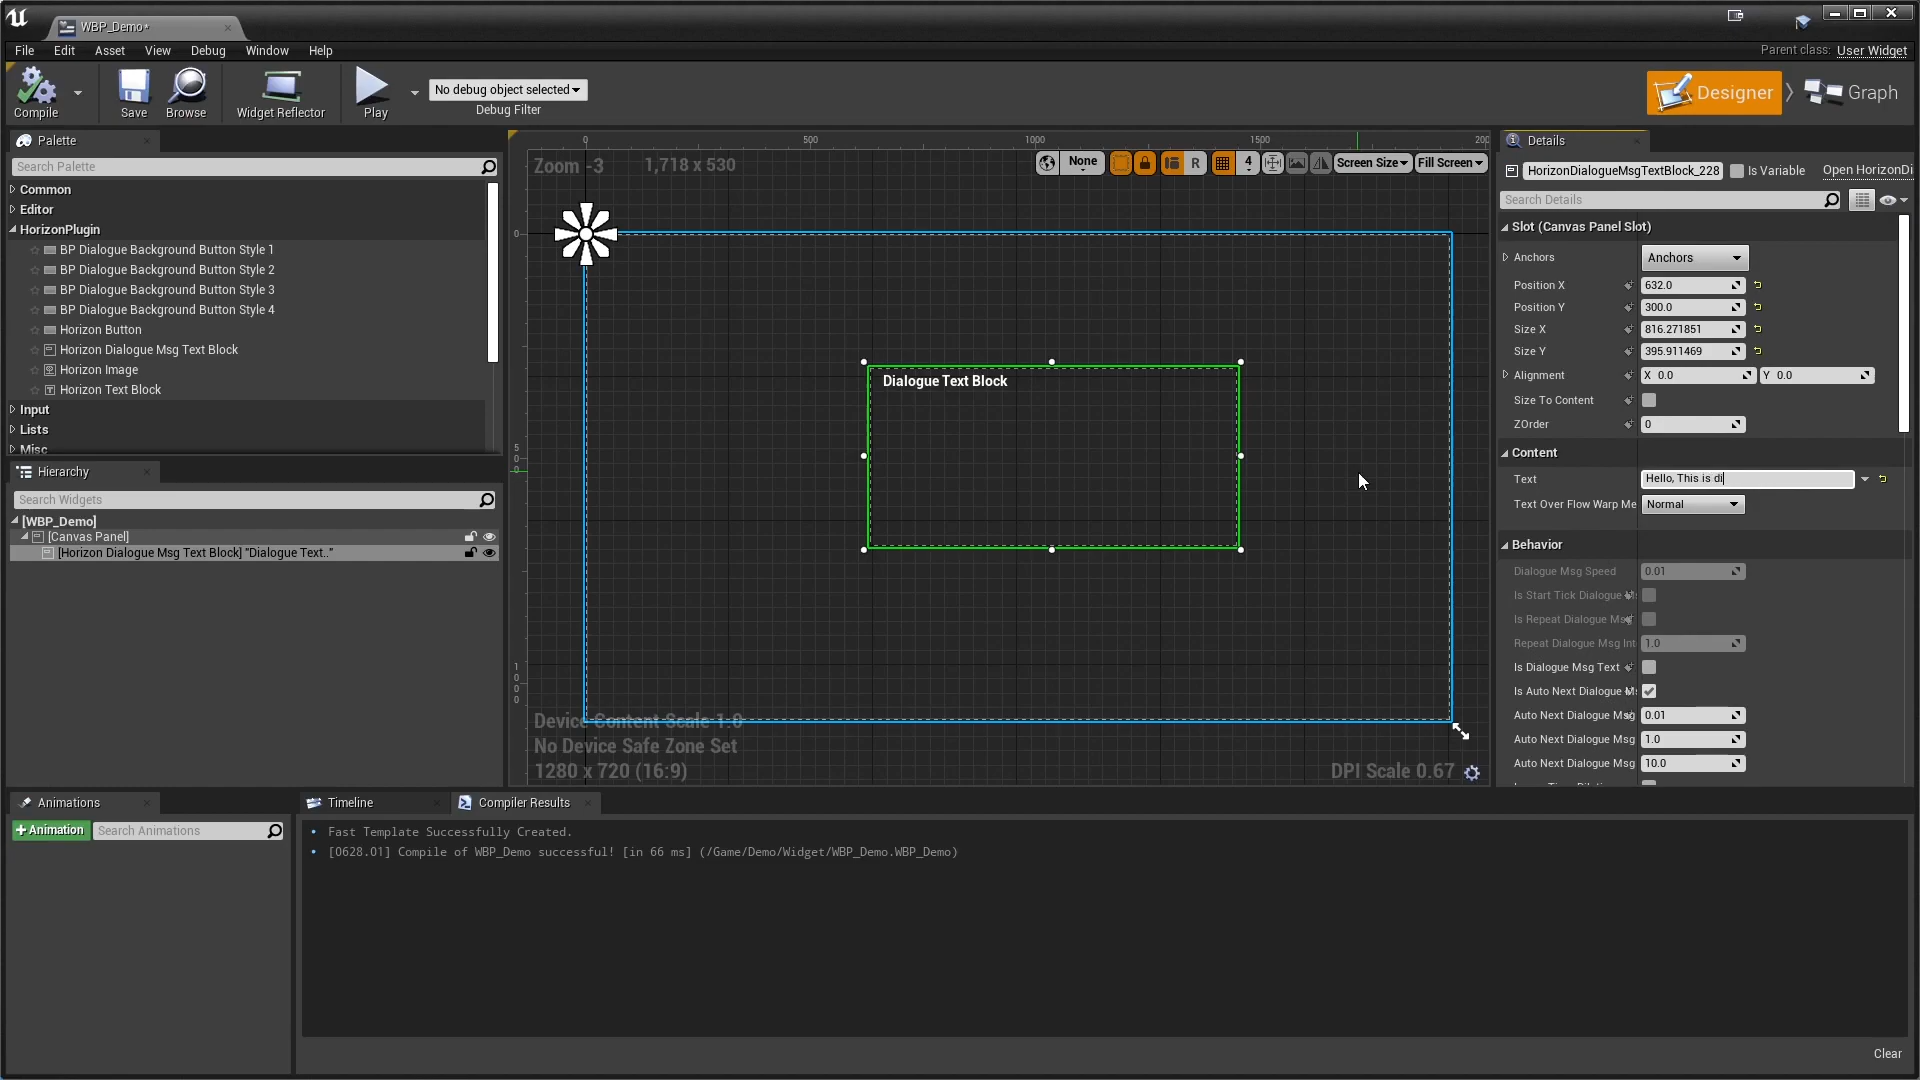 WBP_Demo*
File Edit Asset View Debug Window Help
Parent class: User Widget
Compile
Save
Browse
Widget Reflector
Play
No debug object selected
Debug Filter
Designer
Graph
Palette
Search Palette
Common
Editor
HorizonPlugin
BP Dialogue Background Button Style 1
BP Dialogue Background Button Style 2
BP Dialogue Background Button Style 3
BP Dialogue Background Button Style 4
Horizon Button
Horizon Dialogue Msg Text Block
Horizon Image
Horizon Text Block
Input
Lists
Misc
Hierarchy
Search Widgets
[WBP_Demo]
[Canvas Panel]
[Horizon Dialogue Msg Text Block] "Dialogue Text.."
0 500 1000 1500 200
Zoom -3
1,718 x 530
None
R
4
Screen Size
Fill Screen
0
500
1000
Dialogue Text Block
Device Content Scale 1.0
No Device Safe Zone Set
1280 x 720 (16:9)
DPI Scale 0.67
Details
HorizonDialogueMsgTextBlock_228
Is Variable
Open HorizonDi
Search Details
Slot (Canvas Panel Slot)
Anchors Anchors
Position X 632.0
Position Y 300.0
Size X 816.271851
Size Y 395.911469
Alignment X 0.0 Y 0.0
Size To Content
ZOrder 0
Content
Text Hello, This is di
Text Over Flow Warp Me Normal
Behavior
Dialogue Msg Speed 0.01
Is Start Tick Dialogue
Is Repeat Dialogue Msg
Repeat Dialogue Msg Int 1.0
Is Dialogue Msg Text
Is Auto Next Dialogue M
Auto Next Dialogue Msg 0.01
Auto Next Dialogue Msg 1.0
Auto Next Dialogue Msg 10.0
Animations
+Animation
Search Animations
Timeline
Compiler Results
Fast Template Successfully Created.
[0628.01] Compile of WBP_Demo successful! [in 66 ms] (/Game/Demo/Widget/WBP_Demo.WBP_Demo)
Clear